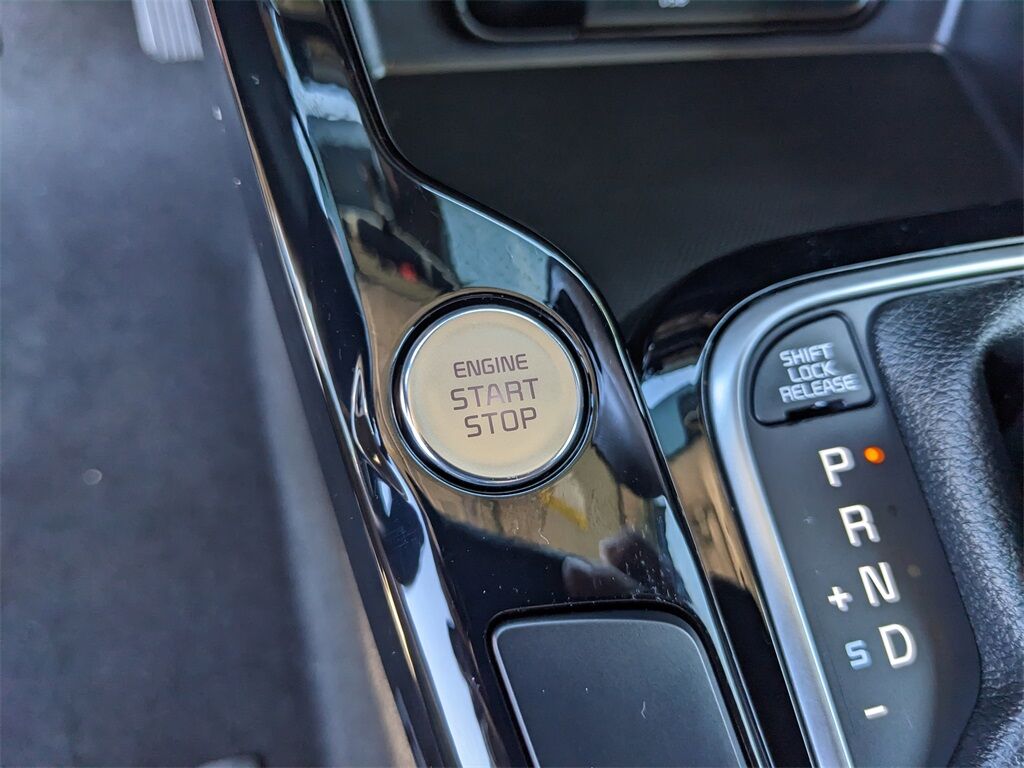 ENGINE
START
STOP
SHIFT
LOCK
RELEASE
P
R
N
+
D
S
-